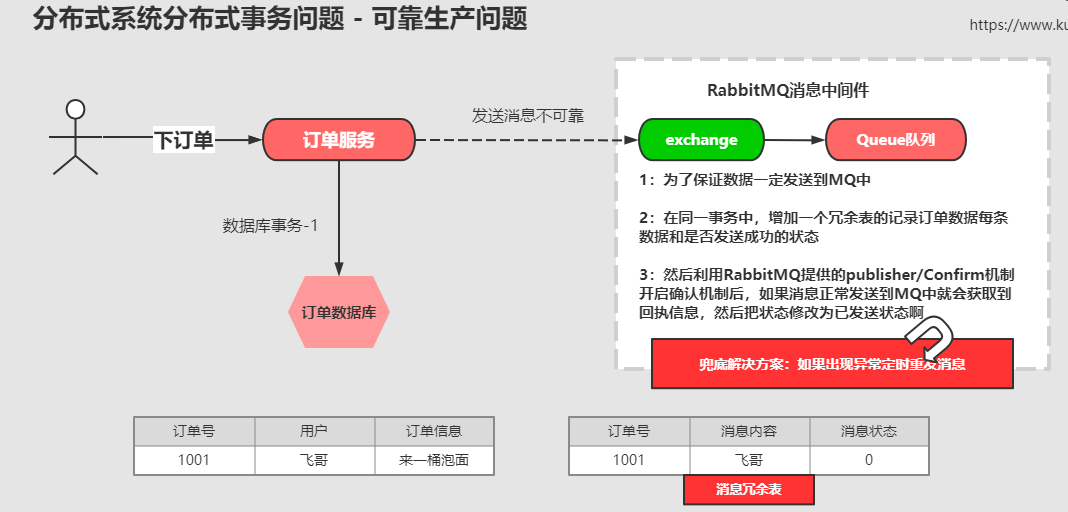 分布式系统分布式事务问题 - 可靠生产问题
https://www.ku
RabbitMQ消息中间件
发送消息不可靠
下订单
订单服务
exchange
Queue队列
1：为了保证数据一定发送到MQ中
2：在同一事务中，增加一个冗余表的记录订单数据每条
数据和是否发送成功的状态
3：然后利用RabbitMQ提供的publisher/Confirm机制
开启确认机制后，如果消息正常发送到MQ中就会获取到
回执信息，然后把状态修改为已发送状态啊
数据库事务-1
订单数据库
兜底解决方案：如果出现异常定时重发消息
订单号 用户 订单信息
1001 飞哥 来一桶泡面
订单号 消息内容 消息状态
1001 飞哥 0
消息冗余表